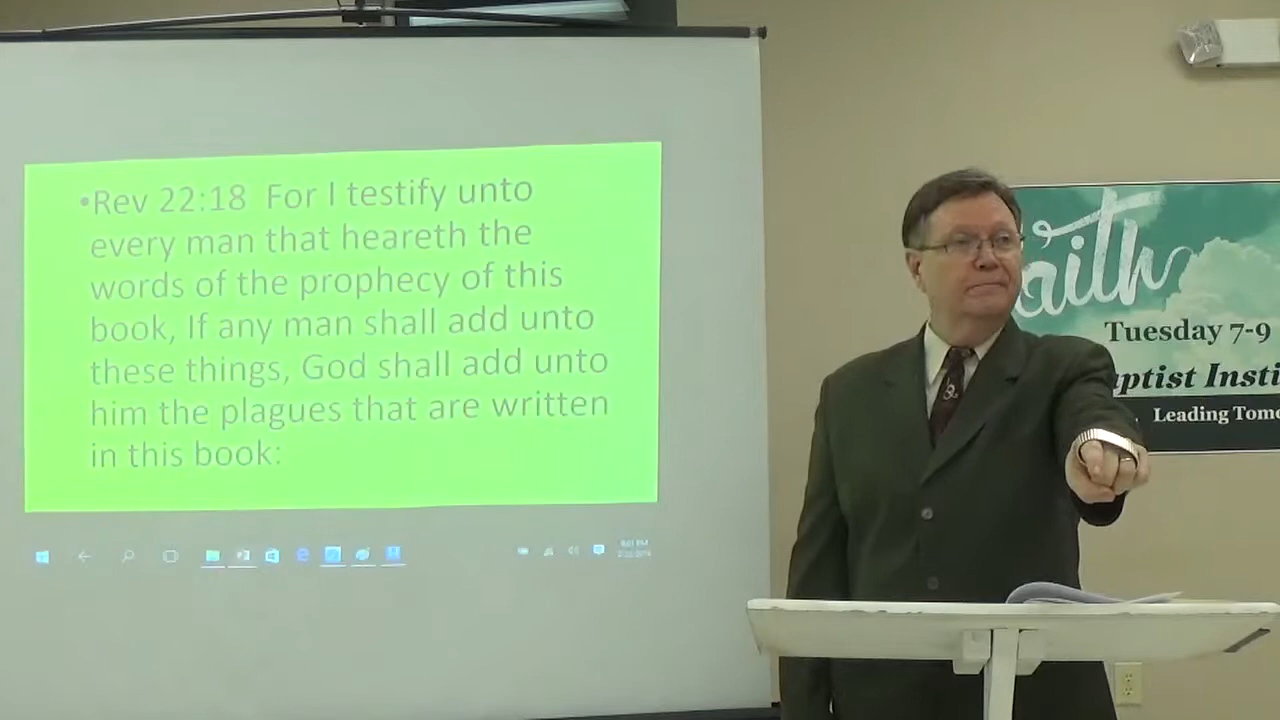 •Rev 22:18 For I testify unto
every man that heareth the
words of the prophecy of this
book, If any man shall add unto
these things, God shall add unto
him the plagues that are written
in this book:
aith
Tuesday 7-9
aptist Insti
Leading Tomo